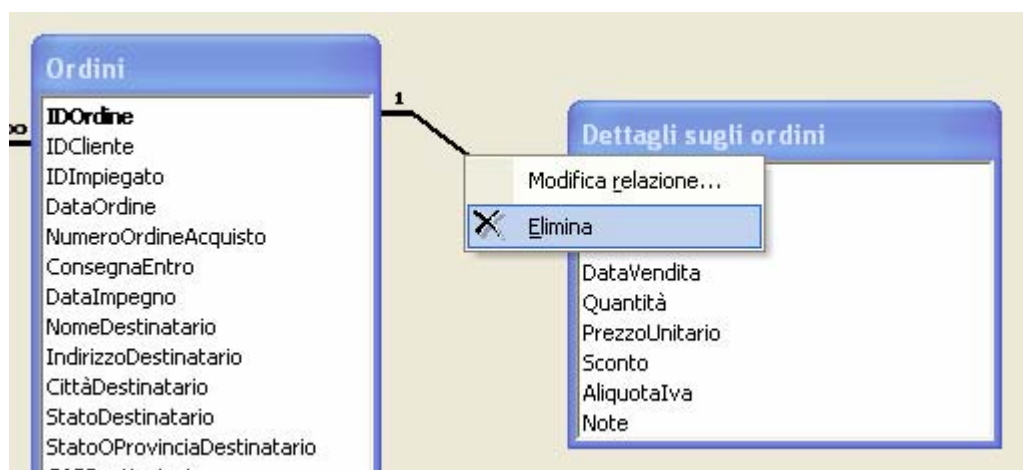 Ordini
IDOrdine
IDCliente
IDImpiegato
DataOrdine
NumeroOrdineAcquisto
ConsegnaEntro
DataImpegno
NomeDestinatario
IndirizzoDestinatario
CittàDestinatario
StatoDestinatario
StatoOProvinciaDestinatario
∞
1
Dettagli sugli ordini
Modifica relazione...
Elimina
DataVendita
Quantità
PrezzoUnitario
Sconto
AliquotaIva
Note